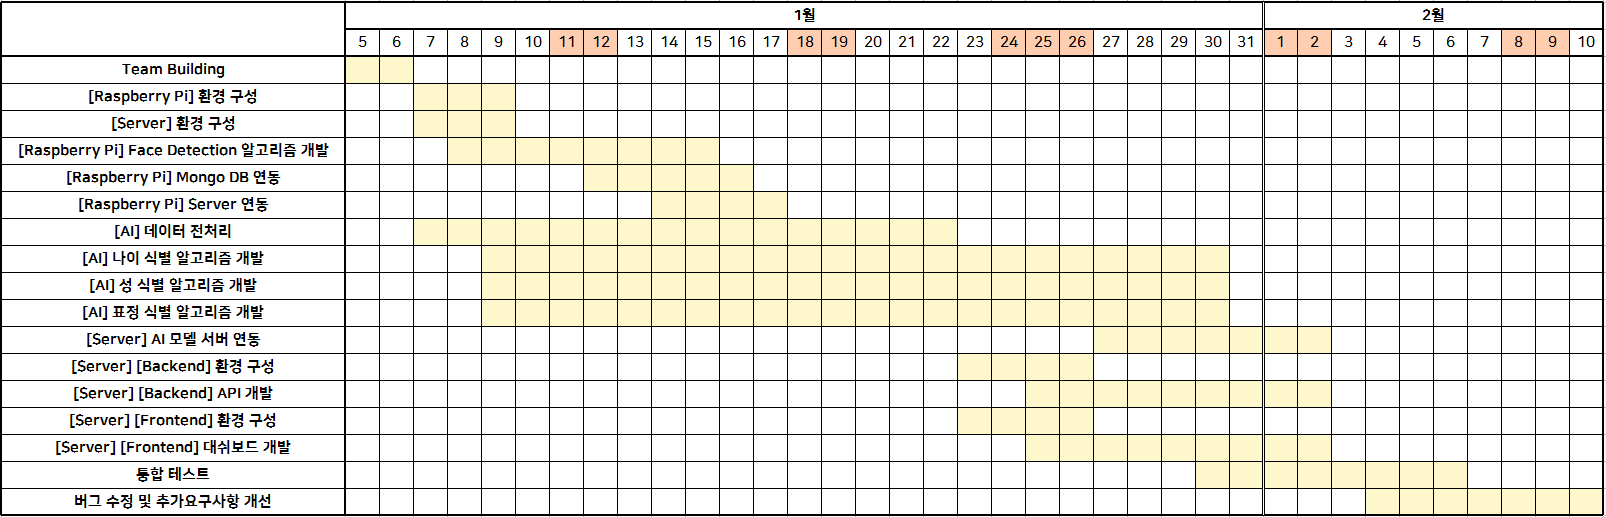 1월 2월
5 6 7 8 9 10 11 12 13 14 15 16 17 18 19 20 21 22 23 24 25 26 27 28 29 30 31 1 2 3 4 5 6 7 8 9 10
Team Building
[Raspberry Pi] 환경 구성
[Server] 환경 구성
[Raspberry Pi] Face Detection 알고리즘 개발
[Raspberry Pi] Mongo DB 연동
[Raspberry Pi] Server 연동
[AI] 데이터 전처리
[AI] 나이 식별 알고리즘 개발
[AI] 성 식별 알고리즘 개발
[AI] 표정 식별 알고리즘 개발
[Server] AI 모델 서버 연동
[Server] [Backend] 환경 구성
[Server] [Backend] API 개발
[Server] [Frontend] 환경 구성
[Server] [Frontend] 대쉬보드 개발
통합 테스트
버그 수정 및 추가요구사항 개선